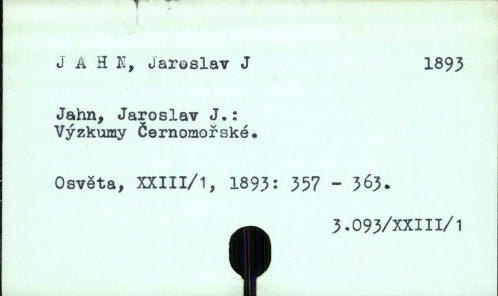 J A H N, Jaroslav J 1893
Jahn, Jaroslav J.:
Výzkumy Černomořské.
Osvěta, XXIII/1, 1893: 357 - 363.
3.093/XXIII/1